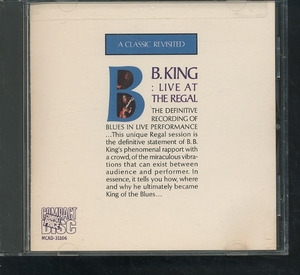 A CLASSIC REVISITED
B.B. KING
: LIVE AT
THE REGAL
THE DEFINITIVE
RECORDING OF
BLUES IN LIVE PERFORMANCE
...This unique Regal session is
the definitive statement of B.B.
King's phenomenal rapport with
a crowd, of the miraculous vibra-
tions that can exist between
audience and performer. In
essence, it tells you how, where
and why he ultimately became
King of the Blues...
COMPACT
DISC
MCAD-31106